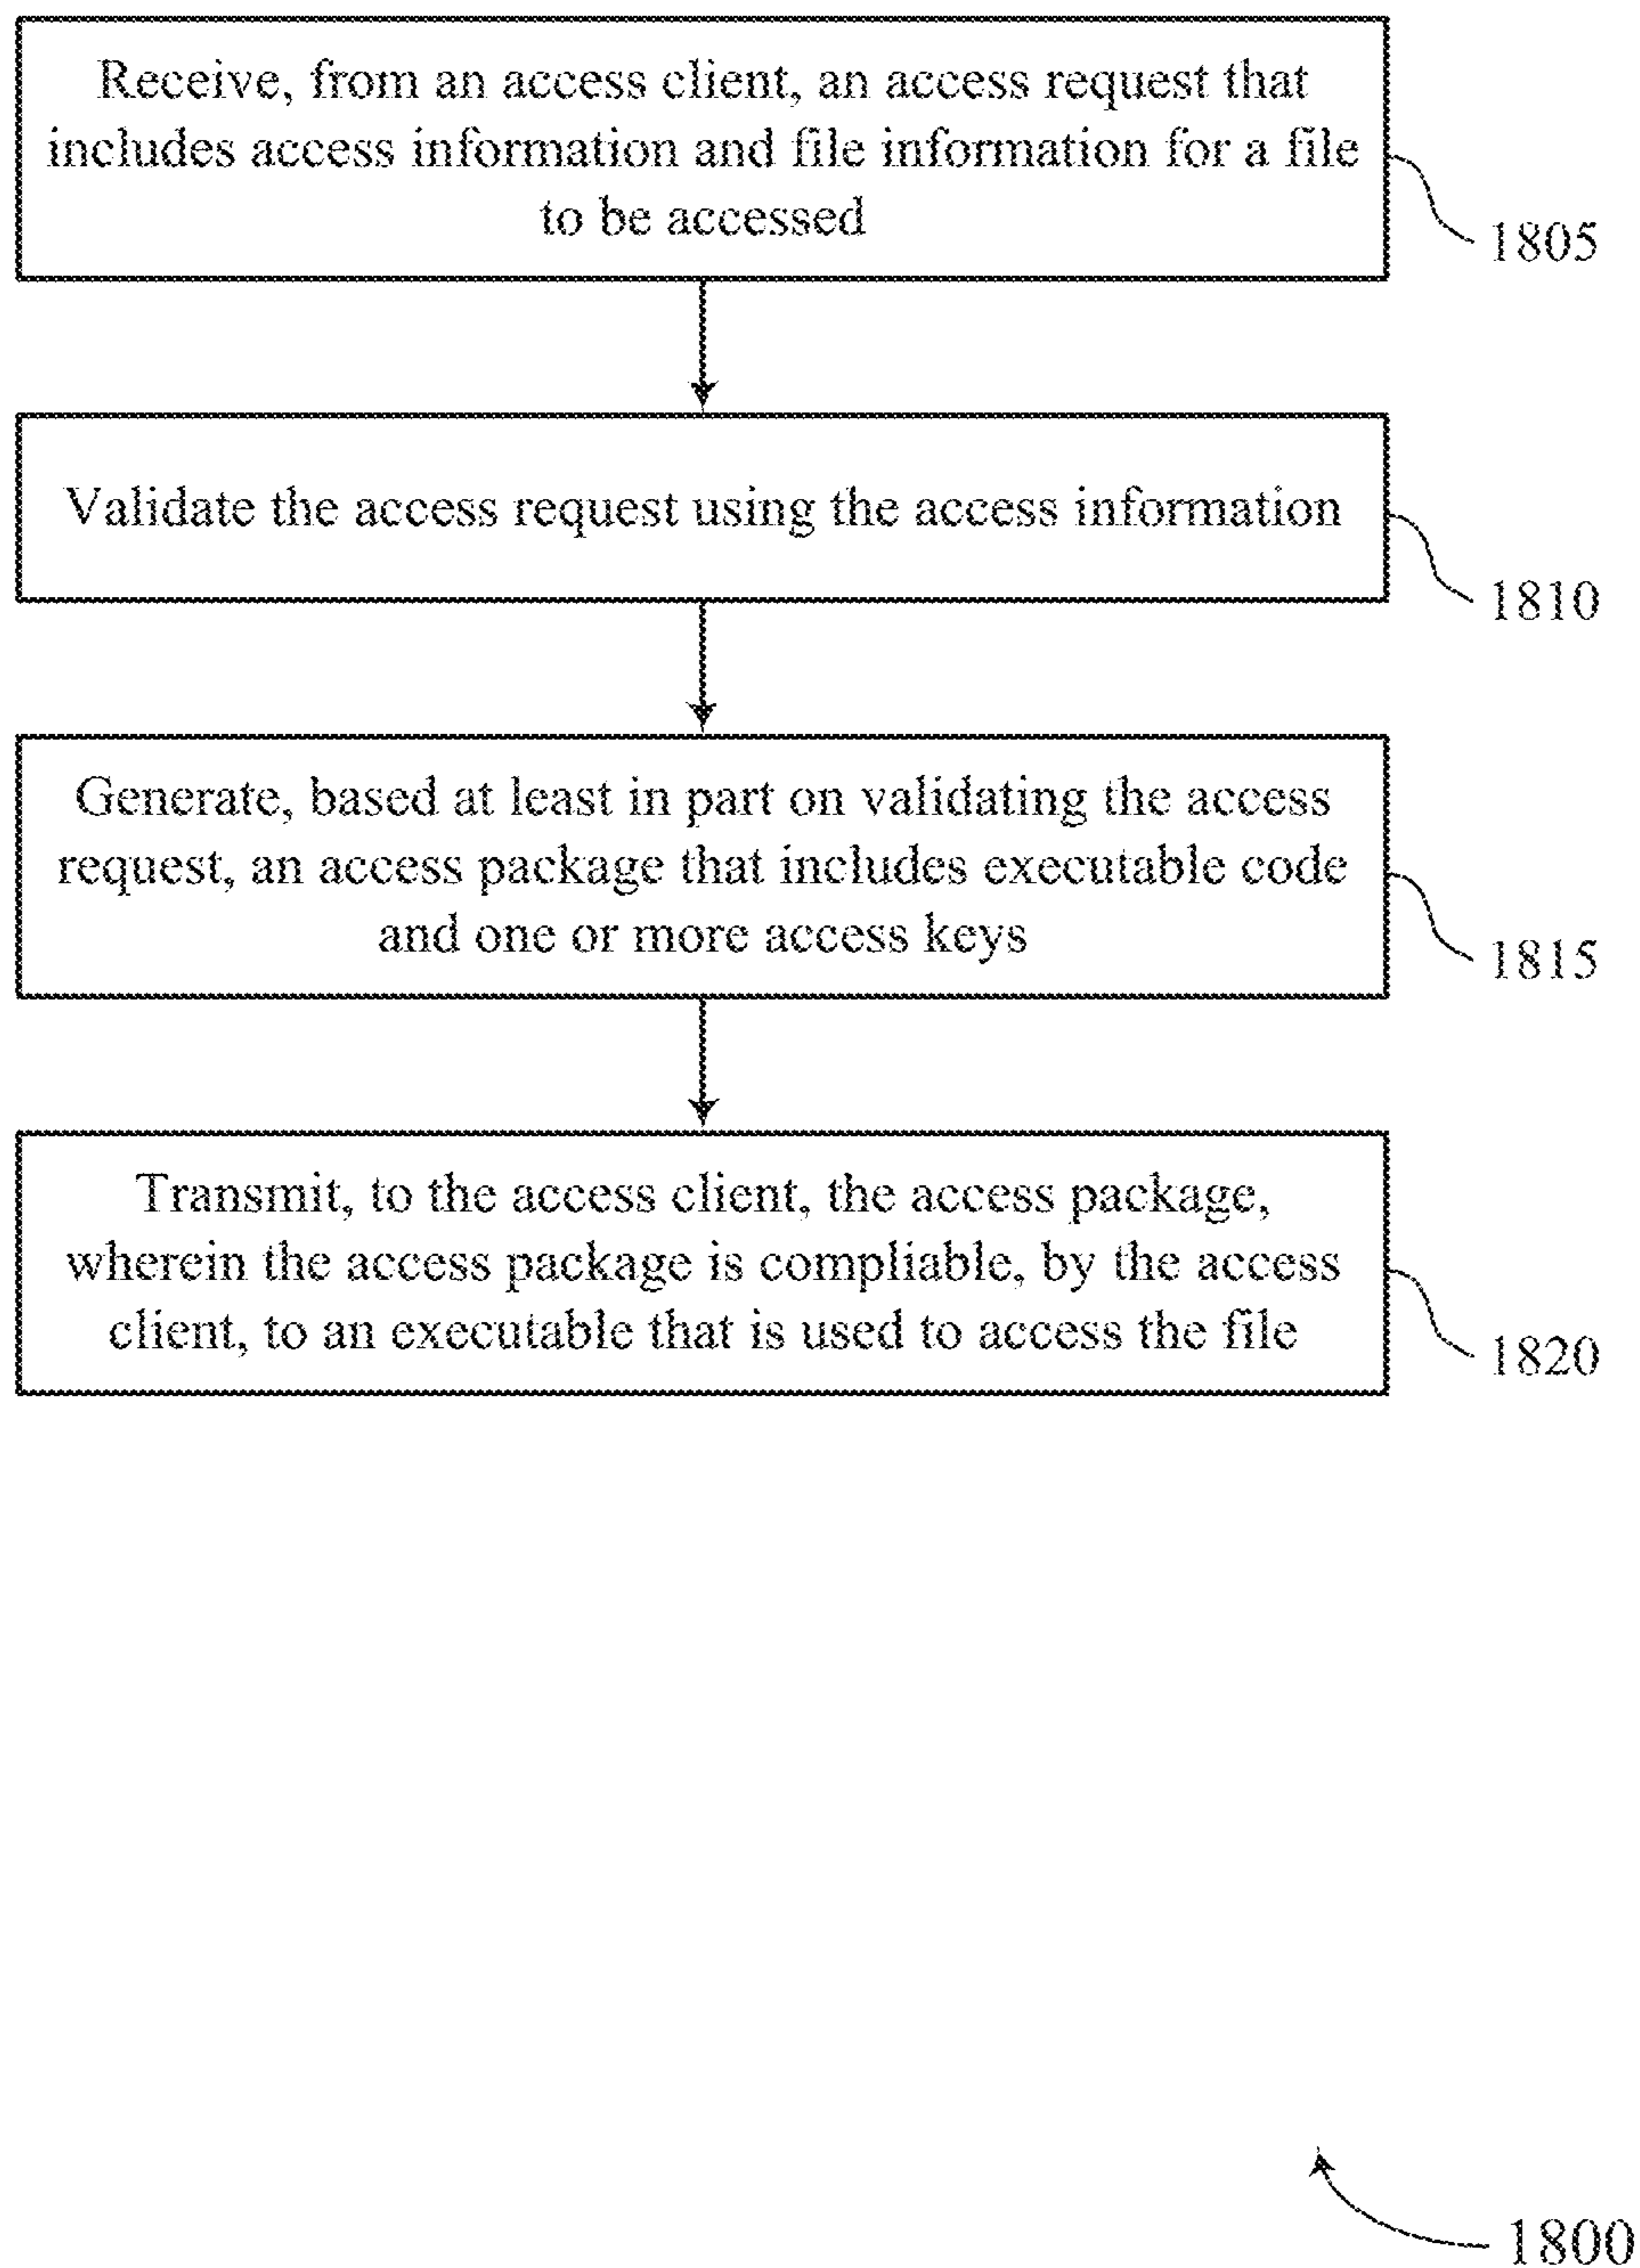 Receive, from an access client, an access request that
includes access information and file information for a file
to be accessed
1805
Validate the access request using the access information
1810
Generate, based at least in part on validating the access
request, an access package that includes executable code
and one or more access keys
1815
Transmit, to the access client, the access package,
wherein the access package is compliable, by the access
client, to an executable that is used to access the file
1820
1800